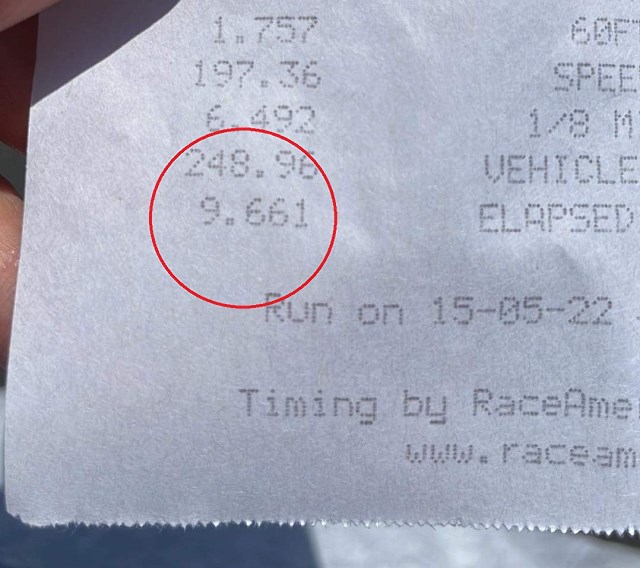 1.757 60FT
197.36 SPEE
6.492 1/8 M
248.96 VEHICLE
9.661 ELAPSED
Run on 15-05-22
Timing by RaceAme
www.raceam